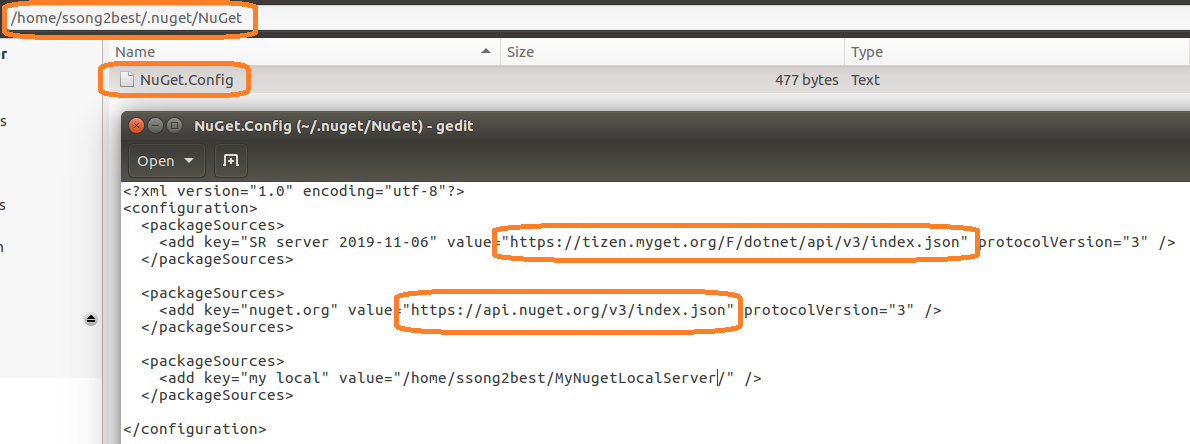 /home/ssong2best/.nuget/NuGet
Name Size Type
NuGet.Config 477 bytes Text
NuGet.Config (~/.nuget/NuGet) - gedit
Open
<?xml version="1.0" encoding="utf-8"?>
<configuration>
  <packageSources>
    <add key="SR server 2019-11-06" value="https://tizen.myget.org/F/dotnet/api/v3/index.json" protocolVersion="3" />
  </packageSources>
  <packageSources>
    <add key="nuget.org" value="https://api.nuget.org/v3/index.json" protocolVersion="3" />
  </packageSources>
  <packageSources>
    <add key="my local" value="/home/ssong2best/MyNugetLocalServer/" />
  </packageSources>
</configuration>